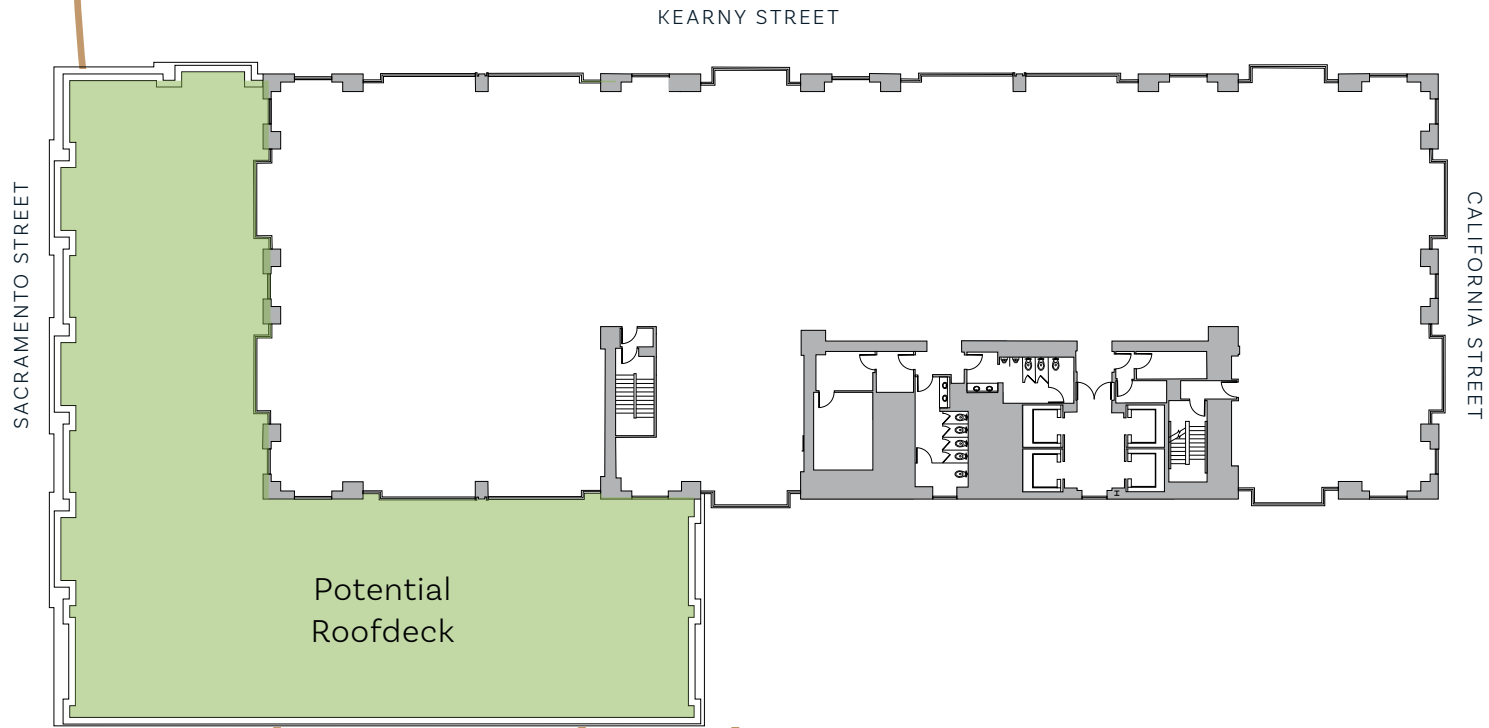 KEARNY STREET
SACRAMENTO STREET
CALIFORNIA STREET
Potential
Roofdeck